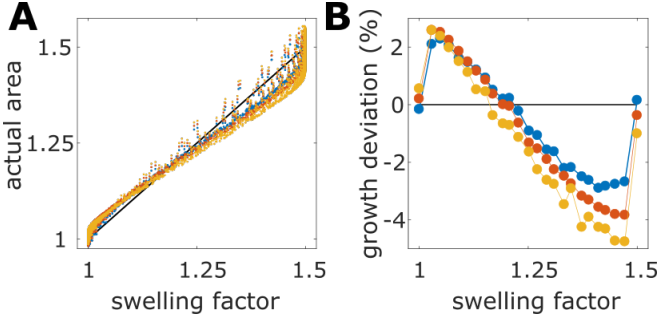 A
actual area
1.5
1.25
1
1
1.25
1.5
swelling factor
B
growth deviation (%)
2
0
-2
-4
1
1.25
1.5
swelling factor